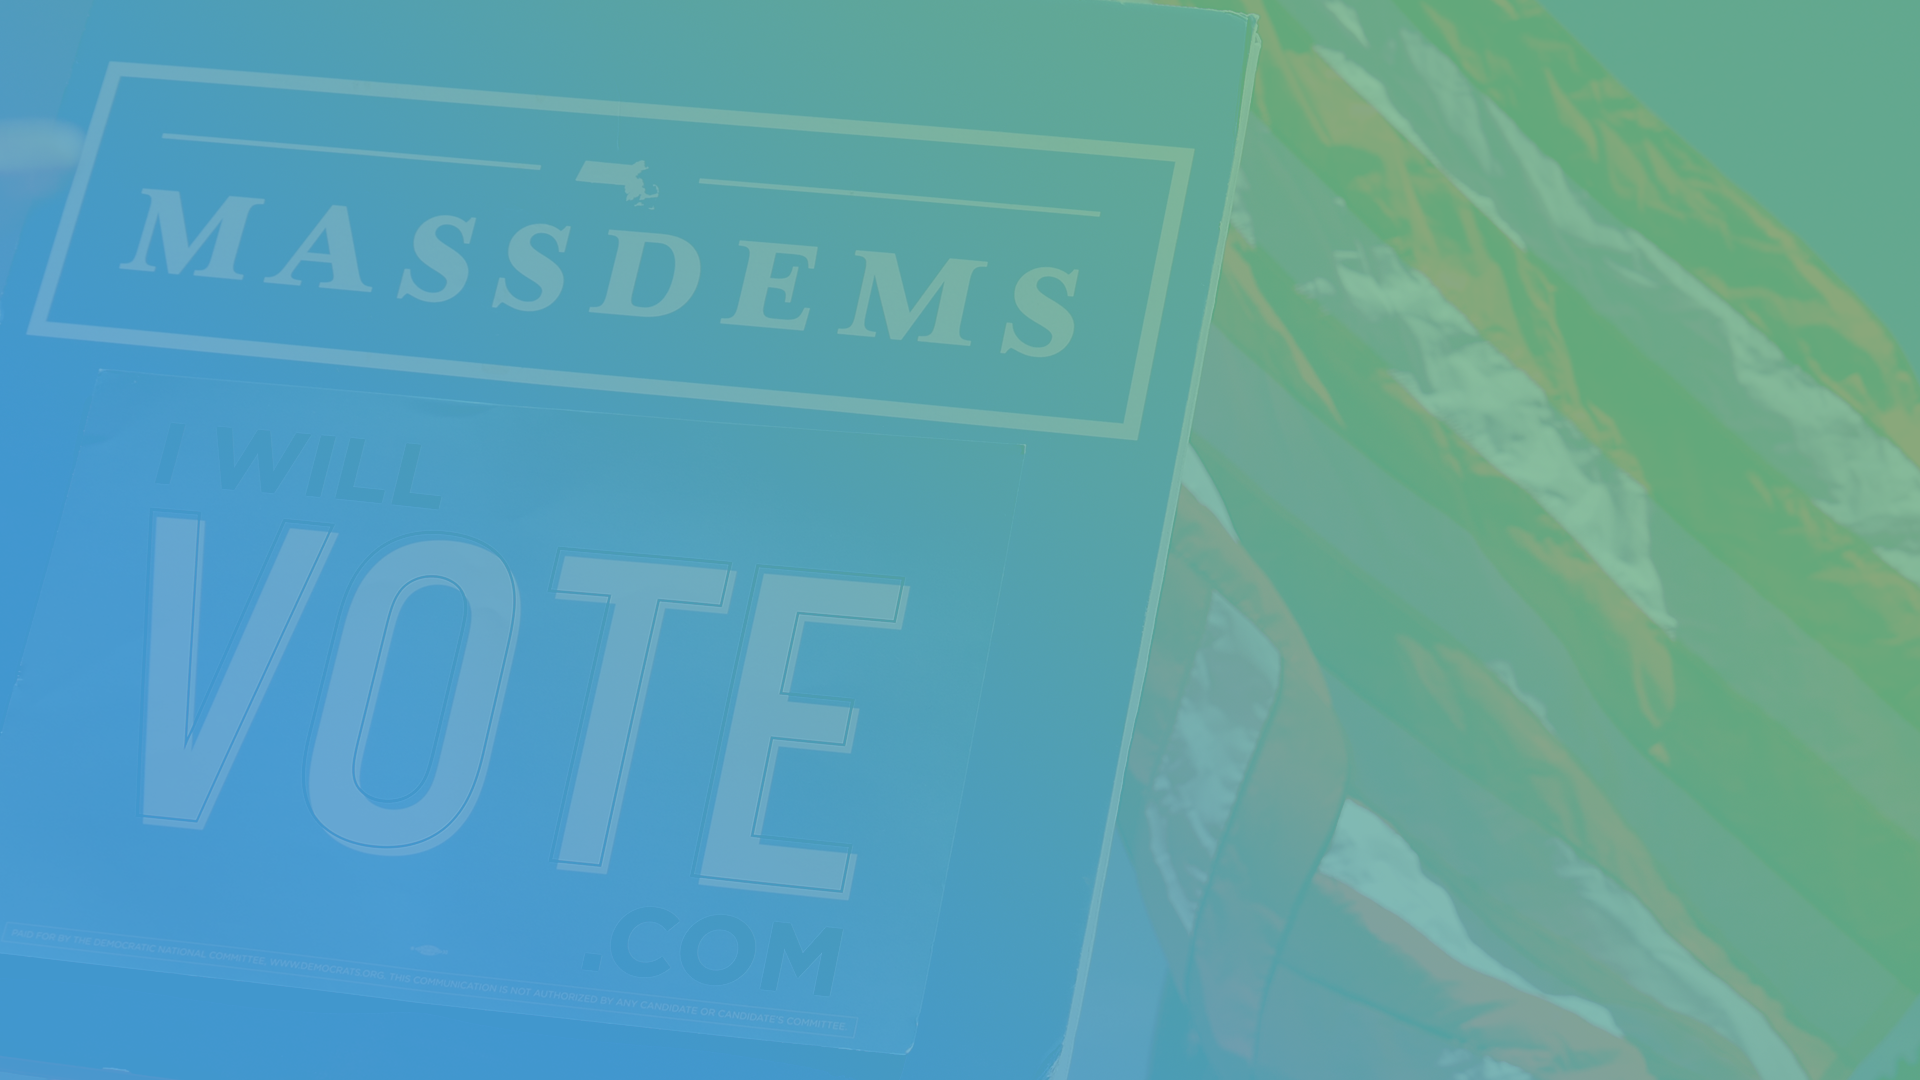 MASSDEMS
I WILL
VOTE
.COM
PAID FOR BY THE DEMOCRATIC NATIONAL COMMITTEE, WWW.DEMOCRATS.ORG. THIS COMMUNICATION IS NOT AUTHORIZED BY ANY CANDIDATE OR CANDIDATE'S COMMITTEE.